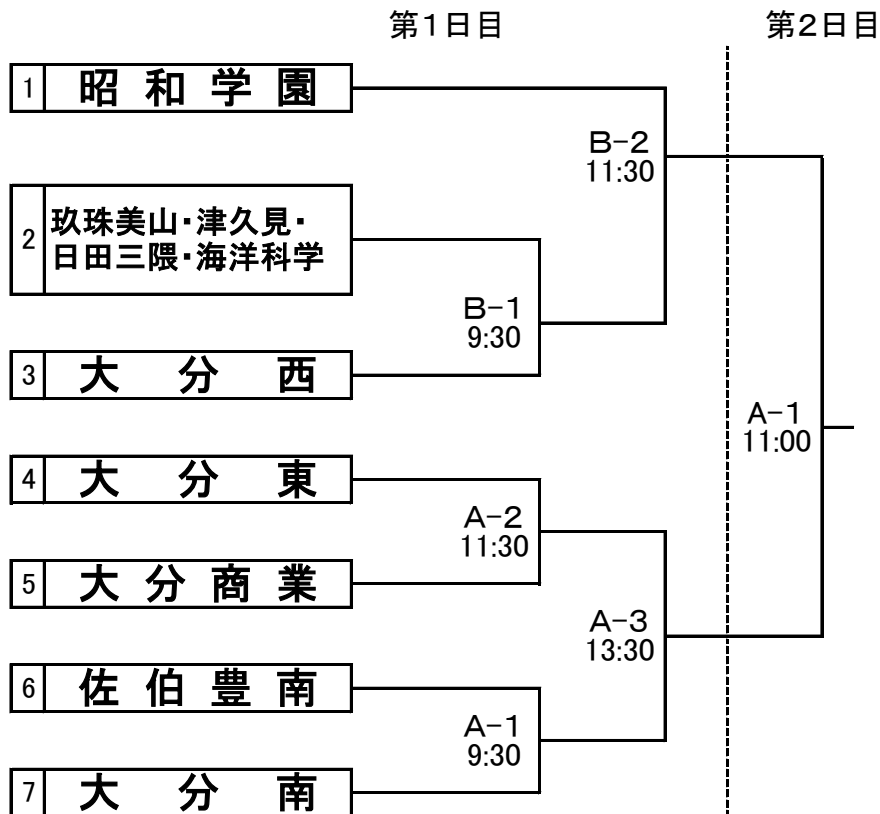 第1日目
第2日目
1 昭和学園
B-2
11:30
2 玖珠美山・津久見・
日田三隈・海洋科学
B-1
9:30
3 大分西
A-1
11:00
4 大分東
A-2
11:30
5 大分商業
A-3
13:30
6 佐伯豊南
A-1
9:30
7 大分南